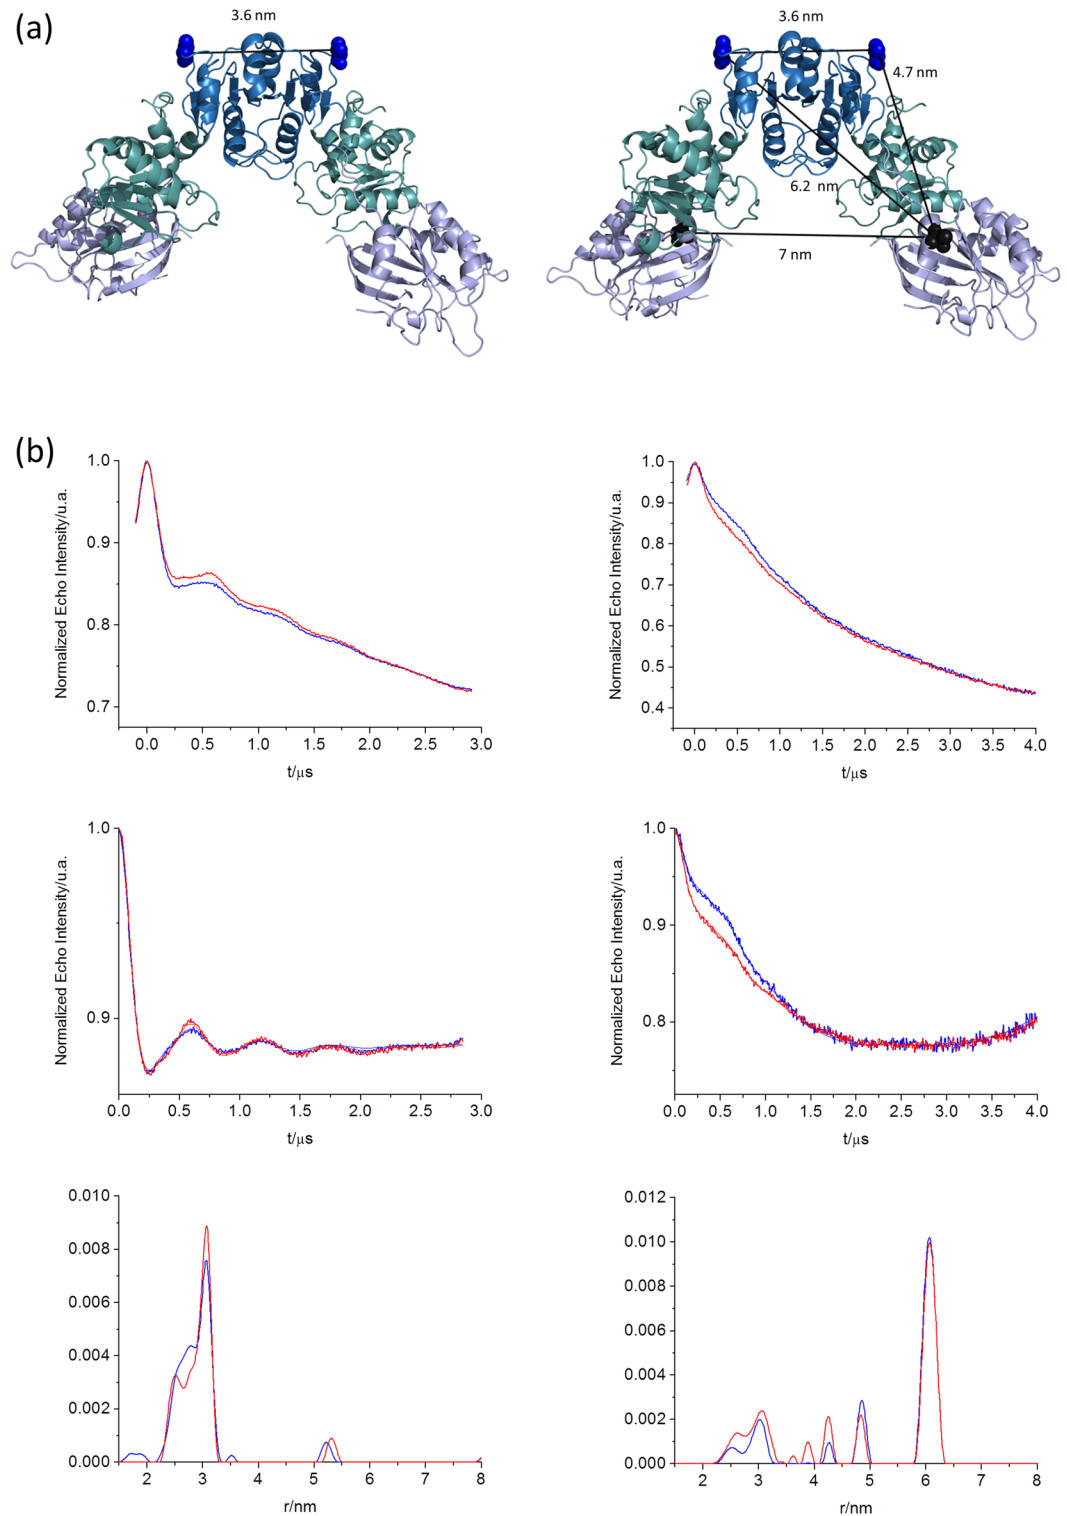 (a)
3.6 nm
3.6 nm
4.7 nm
6.2 nm
7 nm
(b)
Normalized Echo Intensity/u.a.
1.0
0.9
0.8
0.7
0.0 0.5 1.0 1.5 2.0 2.5 3.0
t/μs
Normalized Echo Intensity/u.a.
1.0
0.9
0.8
0.7
0.6
0.5
0.4
0.0 0.5 1.0 1.5 2.0 2.5 3.0 3.5 4.0
t/μs
Normalized Echo Intensity/u.a.
1.0
0.9
0.0 0.5 1.0 1.5 2.0 2.5 3.0
t/μs
Normalized Echo Intensity/u.a.
1.0
0.9
0.8
0.0 0.5 1.0 1.5 2.0 2.5 3.0 3.5 4.0
t/μs
0.010
0.008
0.006
0.004
0.002
0.000
2 3 4 5 6 7 8
r/nm
0.012
0.010
0.008
0.006
0.004
0.002
0.000
2 3 4 5 6 7 8
r/nm